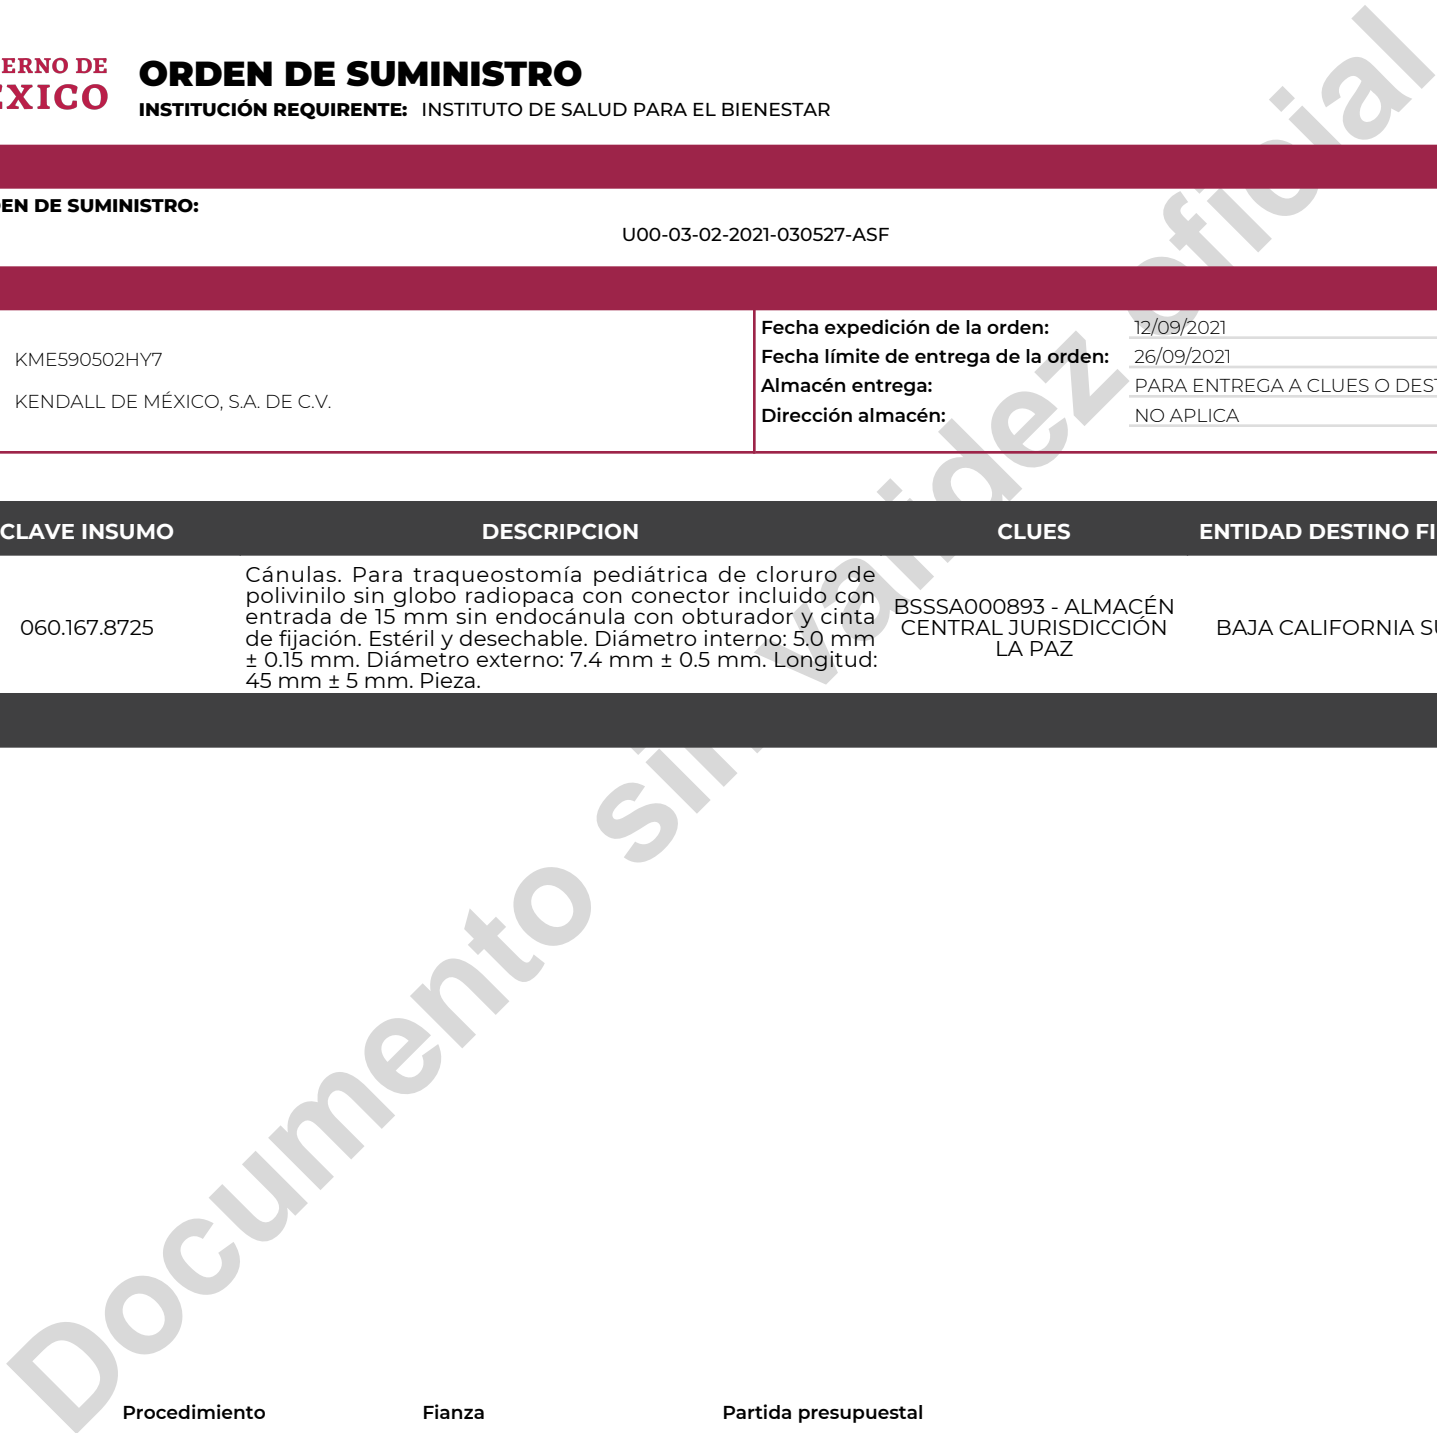 ERNO DE
ÉXICO
ORDEN DE SUMINISTRO
INSTITUCIÓN REQUIRENTE: INSTITUTO DE SALUD PARA EL BIENESTAR
EN DE SUMINISTRO:
U00-03-02-2021-030527-ASF
KME590502HY7
KENDALL DE MÉXICO, S.A. DE C.V.
Fecha expedición de la orden: 12/09/2021
Fecha límite de entrega de la orden: 26/09/2021
Almacén entrega: PARA ENTREGA A CLUES O DEST
Dirección almacén: NO APLICA
CLAVE INSUMO DESCRIPCION CLUES ENTIDAD DESTINO FI
060.167.8725
Cánulas. Para traqueostomía pediátrica de cloruro de
polivinilo sin globo radiopaca con conector incluido con
entrada de 15 mm sin endocánula con obturador y cinta
de fijación. Estéril y desechable. Diámetro interno: 5.0 mm
± 0.15 mm. Diámetro externo: 7.4 mm ± 0.5 mm. Longitud:
45 mm ± 5 mm. Pieza.
BSSSA000893 - ALMACÉN
CENTRAL JURISDICCIÓN
LA PAZ
BAJA CALIFORNIA SU
Documento sin validez oficial
Procedimiento Fianza Partida presupuestal